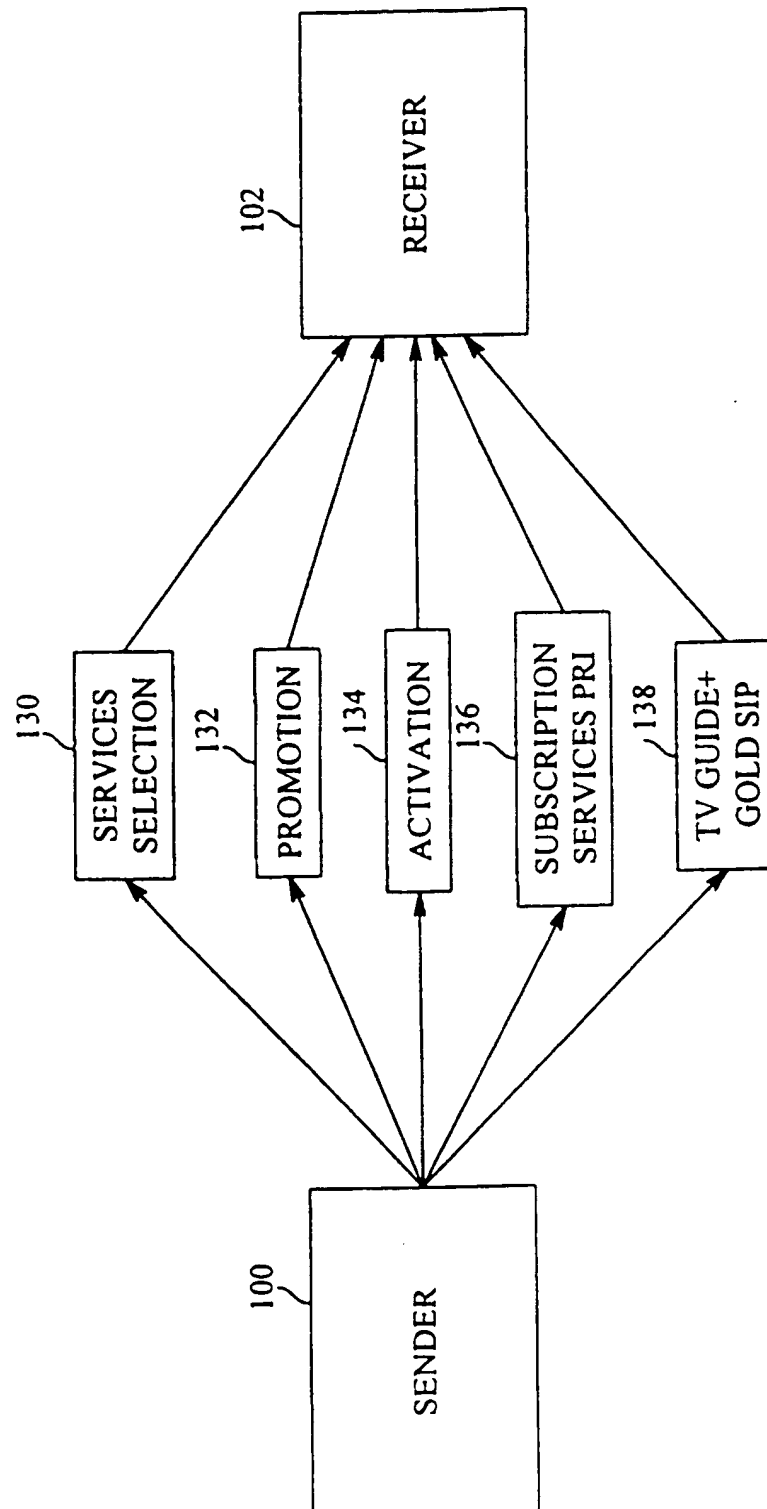 100
SENDER
130
SERVICES
SELECTION
132
PROMOTION
134
ACTIVATION
136
SUBSCRIPTION
SERVICES PRI
138
TV GUIDE+
GOLD SIP
102
RECEIVER